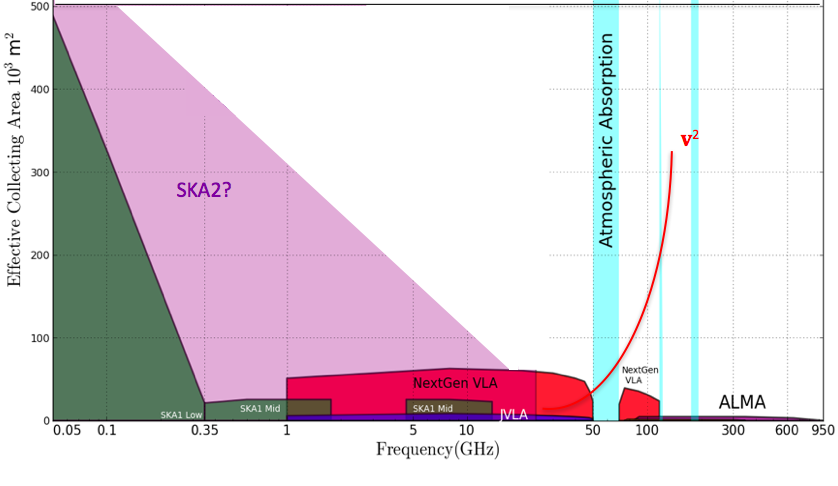 500
400
300
200
100
0
Effective Collecting Area 10³ m²
SKA2?
Atmospheric Absorption
v²
NextGen VLA
NextGen
VLA
SKA1 Low
SKA1 Mid
SKA1 Mid
JVLA
ALMA
0.05 0.1 0.35 1 5 10 50 100 300 600 950
Frequency(GHz)